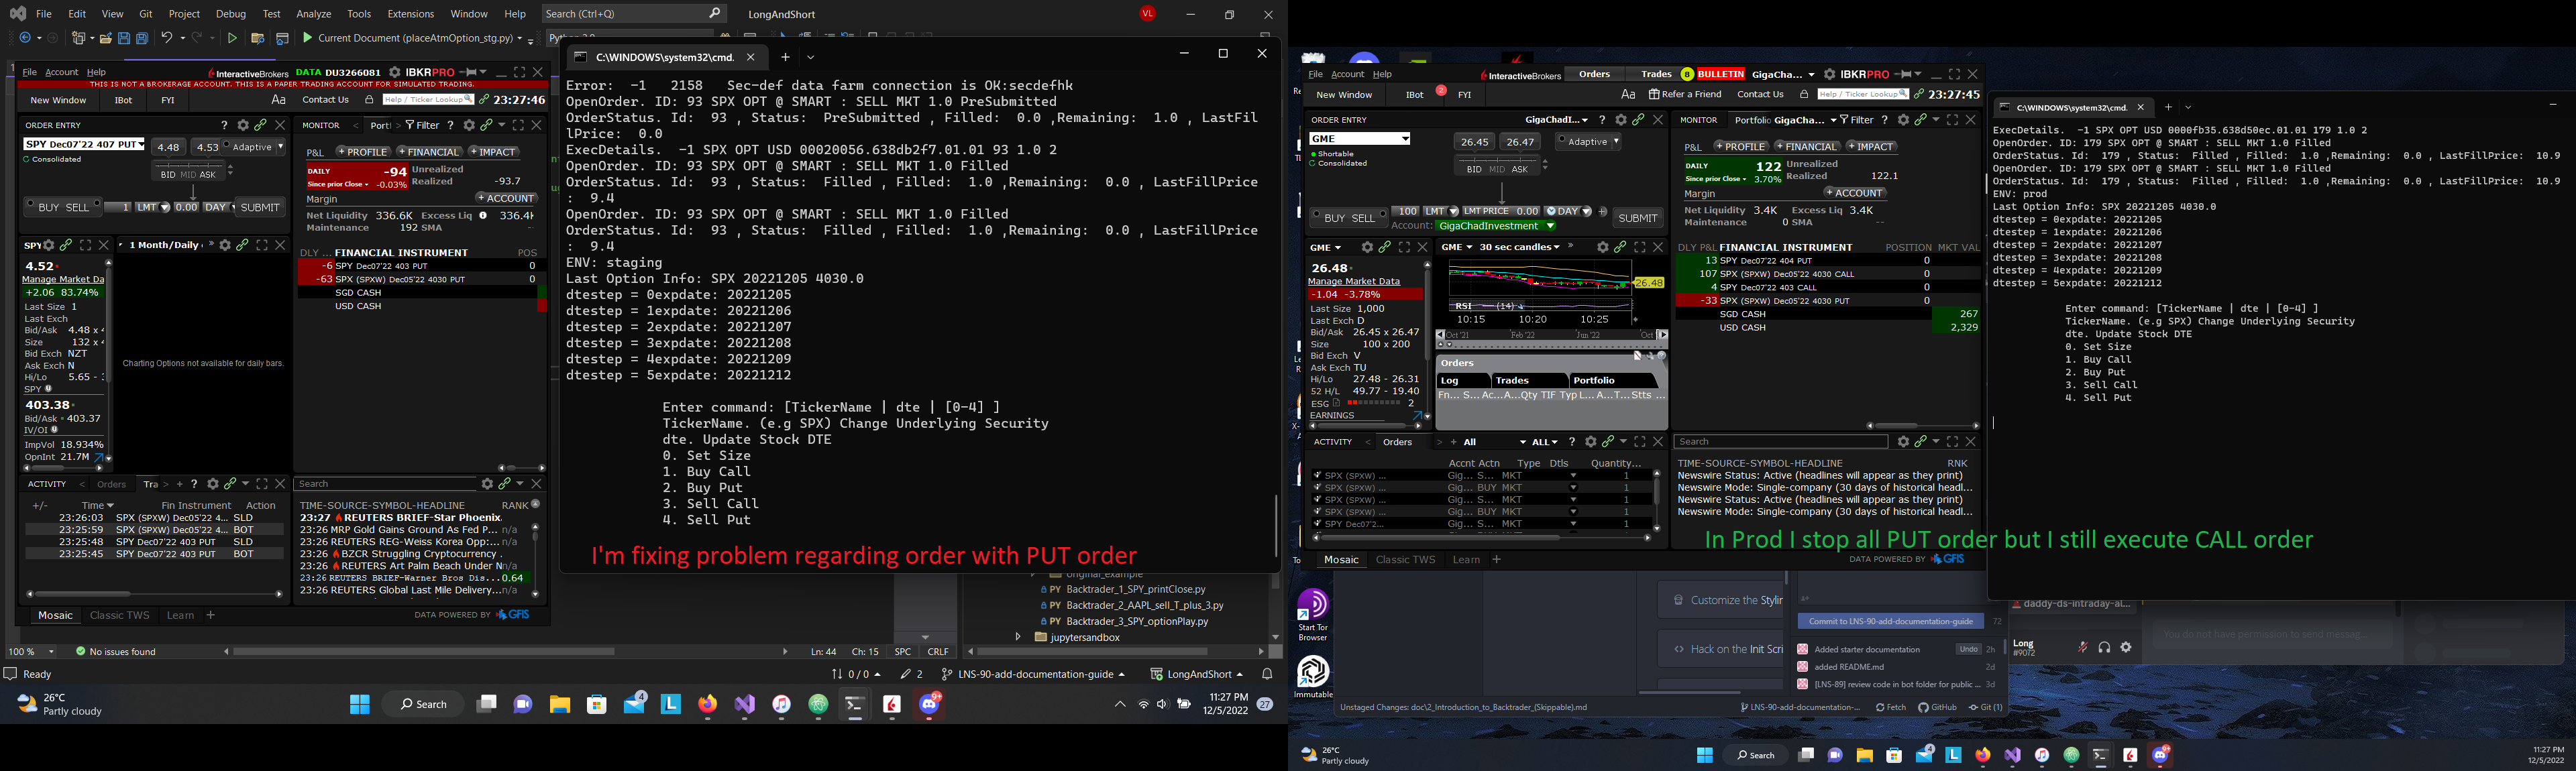 File Edit View Git Project Debug Test Analyze Tools Extensions Window Help Search (Ctrl+Q) LongAndShort VL
Current Document (placeAtmOption_stg.py)
C:\WINDOWS\system32\cmd.
File Account Help InteractiveBrokers DATA DU3266081 IBKRPRO
THIS IS NOT A BROKERAGE ACCOUNT. THIS IS A PAPER TRADING ACCOUNT FOR SIMULATED TRADING.
New Window IBot FYI Aa Contact Us Help / Ticker Lookup 23:27:46
ORDER ENTRY
SPY Dec07'22 407 PUT 4.48 4.53 Adaptive
Consolidated
BID MID ASK
BUY SELL 1 LMT 0.00 DAY SUBMIT
MONITOR Port Filter
P&L + PROFILE + FINANCIAL + IMPACT
DAILY -94 Unrealized
Since prior Close -0.03% Realized -93.7
Margin + ACCOUNT
Net Liquidity 336.6K Excess Liq 336.4K
Maintenance 192 SMA
DLY ... FINANCIAL INSTRUMENT POS
-6 SPY Dec07'22 403 PUT 0
-63 SPX (SPXW) Dec05'22 4030 PUT 0
SGD CASH
USD CASH
SPY
1 Month/Daily
4.52
Manage Market Da
+2.06 83.74%
Last Size 1
Last Exch
Bid/Ask 4.48 x 4
Size 132 x 4
Bid Exch NZT
Ask Exch N
Hi/Lo 5.65 -
SPY
403.38
Bid/Ask 403.37
IV/OI
ImpVol 18.934%
OpnInt 21.7M
Charting Options not available for daily bars.
ACTIVITY Orders Tra
+/- Time Fin Instrument Action
23:26:03 SPX (SPXW) Dec05'22 4... SLD
23:25:59 SPX (SPXW) Dec05'22 4... BOT
23:25:48 SPY Dec07'22 403 PUT SLD
23:25:45 SPY Dec07'22 403 PUT BOT
Search
TIME-SOURCE-SYMBOL-HEADLINE RANK
23:27 REUTERS BRIEF-Star Phoenix.
23:26 MRP Gold Gains Ground As Fed P... n/a
23:26 REUTERS REG-Weiss Korea Opp:... n/a
23:26 BZCR Struggling Cryptocurrency . n/a
23:26 REUTERS Art Palm Beach Under N n/a
23:26 REUTERS BRIEF-Warner Bros Dis... 0.64
23:26 REUTERS Global Last Mile Delivery... n/a
Mosaic Classic TWS Learn + DATA POWERED BY GFIS
Error: -1 2158 Sec-def data farm connection is OK:secdefhk
OpenOrder. ID: 93 SPX OPT @ SMART : SELL MKT 1.0 PreSubmitted
OrderStatus. Id: 93 , Status: PreSubmitted , Filled: 0.0 ,Remaining: 1.0 , LastFil
lPrice: 0.0
ExecDetails. -1 SPX OPT USD 00020056.638db2f7.01.01 93 1.0 2
OpenOrder. ID: 93 SPX OPT @ SMART : SELL MKT 1.0 Filled
OrderStatus. Id: 93 , Status: Filled , Filled: 1.0 ,Remaining: 0.0 , LastFillPrice
: 9.4
OpenOrder. ID: 93 SPX OPT @ SMART : SELL MKT 1.0 Filled
OrderStatus. Id: 93 , Status: Filled , Filled: 1.0 ,Remaining: 0.0 , LastFillPrice
: 9.4
ENV: staging
Last Option Info: SPX 20221205 4030.0
dtestep = 0expdate: 20221205
dtestep = 1expdate: 20221206
dtestep = 2expdate: 20221207
dtestep = 3expdate: 20221208
dtestep = 4expdate: 20221209
dtestep = 5expdate: 20221212
Enter command: [TickerName | dte | [0-4] ]
TickerName. (e.g SPX) Change Underlying Security
dte. Update Stock DTE
0. Set Size
1. Buy Call
2. Buy Put
3. Sell Call
4. Sell Put
I'm fixing problem regarding order with PUT order
original_example
PY Backtrader_1_SPY_printClose.py
PY Backtrader_2_AAPL_sell_T_plus_3.py
PY Backtrader_3_SPY_optionPlay.py
jupytersandbox
100 % No issues found Ln: 44 Ch: 15 SPC CRLF
Ready 0 / 0 2 LNS-90-add-documentation-guide LongAndShort
26°C
Partly cloudy
Search
11:27 PM
12/5/2022 27
File Account Help InteractiveBrokers Orders Trades 8 BULLETIN GigaCha... IBKRPRO
New Window IBot 2 FYI Aa Refer a Friend Contact Us Help / Ticker Lookup 23:27:45
ORDER ENTRY GigaChadI...
GME 26.45 26.47 Adaptive
Shortable
Consolidated
BID MID ASK
BUY SELL 100 LMT LMT PRICE 0.00 DAY SUBMIT
Account: GigaChadInvestment
MONITOR Portfolio GigaCha... Filter
P&L + PROFILE + FINANCIAL + IMPACT
DAILY 122 Unrealized
Since prior Close 3.70% Realized 122.1
Margin + ACCOUNT
Net Liquidity 3.4K Excess Liq 3.4K
Maintenance 0 SMA
DLY P&L FINANCIAL INSTRUMENT POSITION MKT VAL
13 SPY Dec07'22 404 PUT 0
107 SPX (SPXW) Dec05'22 4030 CALL 0
4 SPY Dec07'22 403 CALL 0
-33 SPX (SPXW) Dec05'22 4030 PUT 0
SGD CASH 267
USD CASH 2,329
GME
GME 30 sec candles
26.48
Manage Market Data
-1.04 -3.78%
Last Size 1,000
Last Exch D
Bid/Ask 26.45 x 26.47
Size 100 x 200
Bid Exch V
Ask Exch TU
Hi/Lo 27.48 - 26.31
52 H/L 49.77 - 19.40
ESG 2
EARNINGS
26.48
RSI (14)
10:15 10:20 10:25
Oct '21 Feb '22 Jun '22 Oct
Orders
Log Trades Portfolio
Fn... S... Ac... A...Qty TIF Typ L... A... T... Stts ...
ACTIVITY Orders + All ALL
Accnt Actn Type Dtls Quantity...
SPX (SPXW) ... Gig... S... MKT 1
SPX (SPXW) ... Gig... BUY MKT 1
SPX (SPXW) ... Gig... S... MKT 1
SPX (SPXW) ... Gig... BUY MKT 1
SPY Dec07'2... Gig... S... MKT 1
Search
TIME-SOURCE-SYMBOL-HEADLINE RNK
Newswire Status: Active (headlines will appear as they print)
Newswire Mode: Single-company (30 days of historical headl...
Newswire Status: Active (headlines will appear as they print)
Newswire Mode: Single-company (30 days of historical headl...
In Prod I stop all PUT order but I still execute CALL order
Mosaic Classic TWS Learn + DATA POWERED BY GFIS
C:\WINDOWS\system32\cmd.
ExecDetails. -1 SPX OPT USD 0000fb35.638d50ec.01.01 179 1.0 2
OpenOrder. ID: 179 SPX OPT @ SMART : SELL MKT 1.0 Filled
OrderStatus. Id: 179 , Status: Filled , Filled: 1.0 ,Remaining: 0.0 , LastFillPrice: 10.9
OpenOrder. ID: 179 SPX OPT @ SMART : SELL MKT 1.0 Filled
OrderStatus. Id: 179 , Status: Filled , Filled: 1.0 ,Remaining: 0.0 , LastFillPrice: 10.9
ENV: prod
Last Option Info: SPX 20221205 4030.0
dtestep = 0expdate: 20221205
dtestep = 1expdate: 20221206
dtestep = 2expdate: 20221207
dtestep = 3expdate: 20221208
dtestep = 4expdate: 20221209
dtestep = 5expdate: 20221212
Enter command: [TickerName | dte | [0-4] ]
TickerName. (e.g SPX) Change Underlying Security
dte. Update Stock DTE
0. Set Size
1. Buy Call
2. Buy Put
3. Sell Call
4. Sell Put
Start Tor
Browser
Immutable
Customize the Stylin
Hack on the Init Scri
Commit to LNS-90-add-documentation-guide 72
Added starter documentation Undo 2h
added README.md 2d
[LNS-89] review code in bot folder for public ... 3d
Unstaged Changes: doc\2_Introduction_to_Backtrader_(Skippable).md LNS-90-add-documentation-... Fetch GitHub Git (1)
daddy-ds-intraday-al...
Long
#9072
You do not have permission to send messag...
26°C
Partly cloudy
Search
11:27 PM
12/5/2022